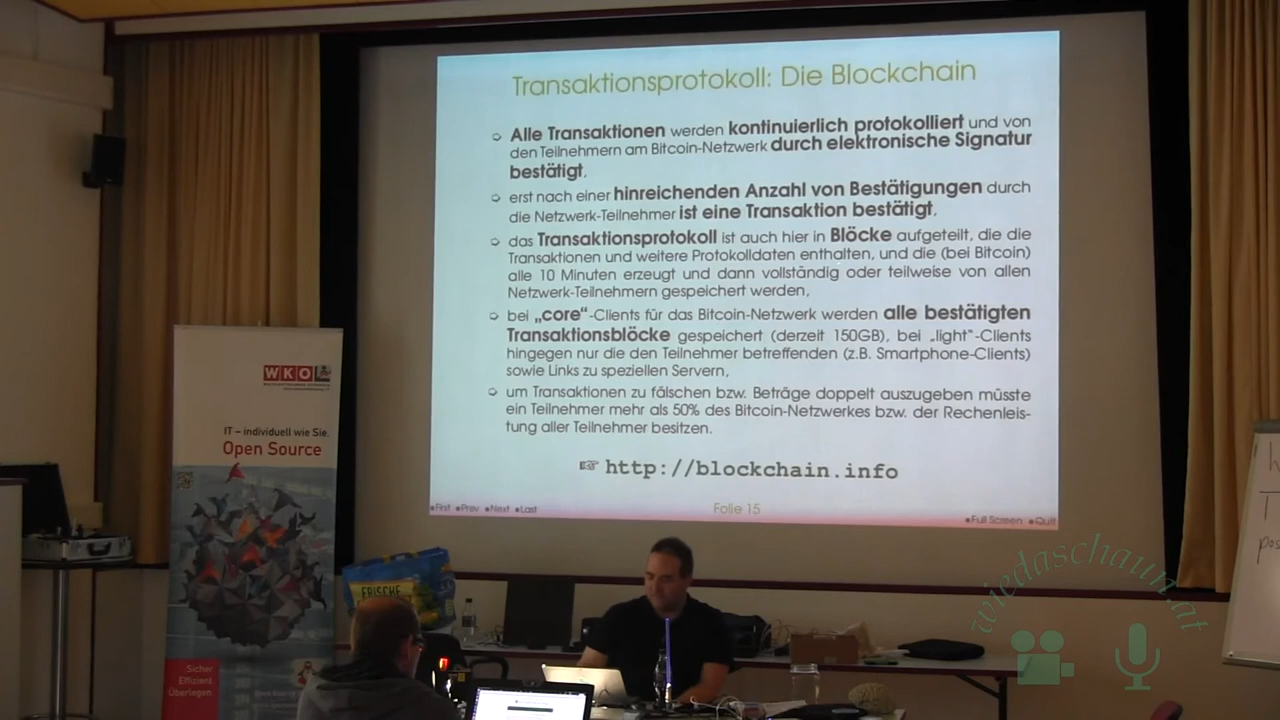 Transaktionsprotokoll: Die Blockchain
Alle Transaktionen werden kontinuierlich protokolliert und von
den Teilnehmern am Bitcoin-Netzwerk durch elektronische Signatur
bestätigt,
erst nach einer hinreichenden Anzahl von Bestätigungen durch
die Netzwerk-Teilnehmer ist eine Transaktion bestätigt,
das Transaktionsprotokoll ist auch hier in Blöcke aufgeteilt, die die
Transaktionen und weitere Protokolldaten enthalten, und die (bei Bitcoin)
alle 10 Minuten erzeugt und dann vollständig oder teilweise von allen
Netzwerk-Teilnehmern gespeichert werden,
bei „core“-Clients für das Bitcoin-Netzwerk werden alle bestätigten
Transaktionsblöcke gespeichert (derzeit 150GB), bei „light“-Clients
hingegen nur die den Teilnehmer betreffenden (z.B. Smartphone-Clients)
sowie Links zu speziellen Servern,
um Transaktionen zu fälschen bzw. Beträge doppelt auszugeben müsste
ein Teilnehmer mehr als 50% des Bitcoin-Netzwerkes bzw. der Rechenleis-
tung aller Teilnehmer besitzen.
☞ http://blockchain.info
First Prev Next Last
Folie 15
Full Screen Quit
WKO
IT – individuell wie Sie.
Open Source
Sicher
Effizient
Überlegen
FRISCHE
wiedaschaun.at